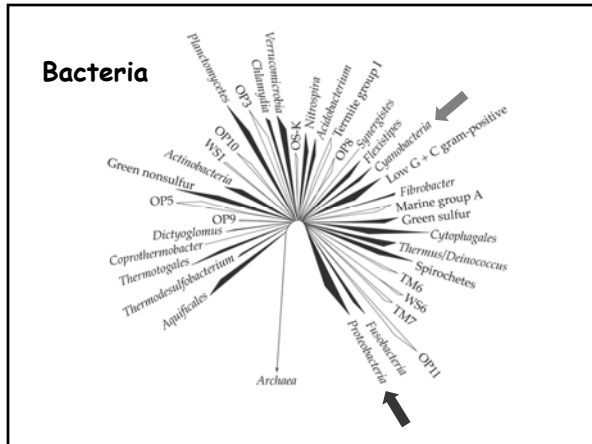 Bacteria
Planctomycetes
OP3
Chlamydia
Verrucomicrobia
OS-K
Nitrospira
Acidobacterium
Termite group I
OP8
Synergistes
Flexistipes
Cyanobacteria
Low G + C gram-positive
Fibrobacter
Marine group A
Green sulfur
Cytophagales
Thermus/Deinococcus
Spirochetes
TM6
WS6
TM7
OP11
Fusobacteria
Proteobacteria
Archaea
Aquificales
Thermodesulfobacterium
Thermotogales
Coprothermobacter
Dictyoglomus
OP9
OP5
Green nonsulfur
Actinobacteria
WS1
OP10